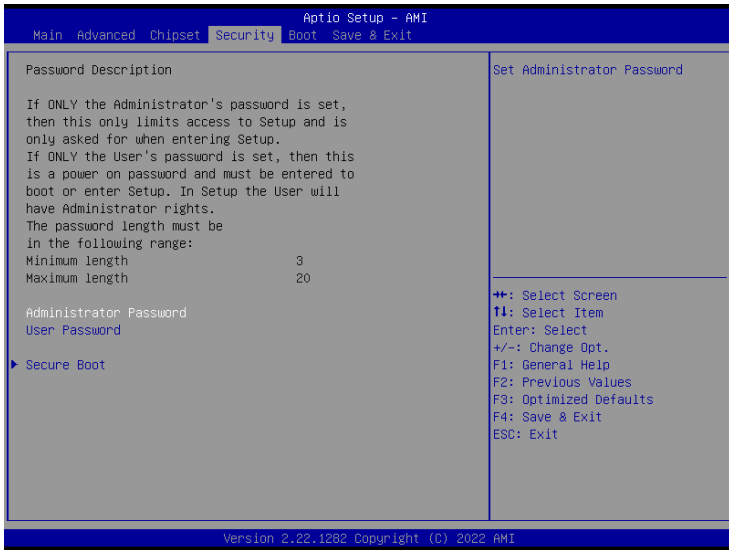 Aptio Setup – AMI
Main Advanced Chipset Security Boot Save & Exit
Password Description
If ONLY the Administrator's password is set,
then this only limits access to Setup and is
only asked for when entering Setup.
If ONLY the User's password is set, then this
is a power on password and must be entered to
boot or enter Setup. In Setup the User will
have Administrator rights.
The password length must be
in the following range:
Minimum length 3
Maximum length 20
Administrator Password
User Password
Secure Boot
Set Administrator Password
→←: Select Screen
↑↓: Select Item
Enter: Select
+/-: Change Opt.
F1: General Help
F2: Previous Values
F3: Optimized Defaults
F4: Save & Exit
ESC: Exit
Version 2.22.1282 Copyright (C) 2022 AMI